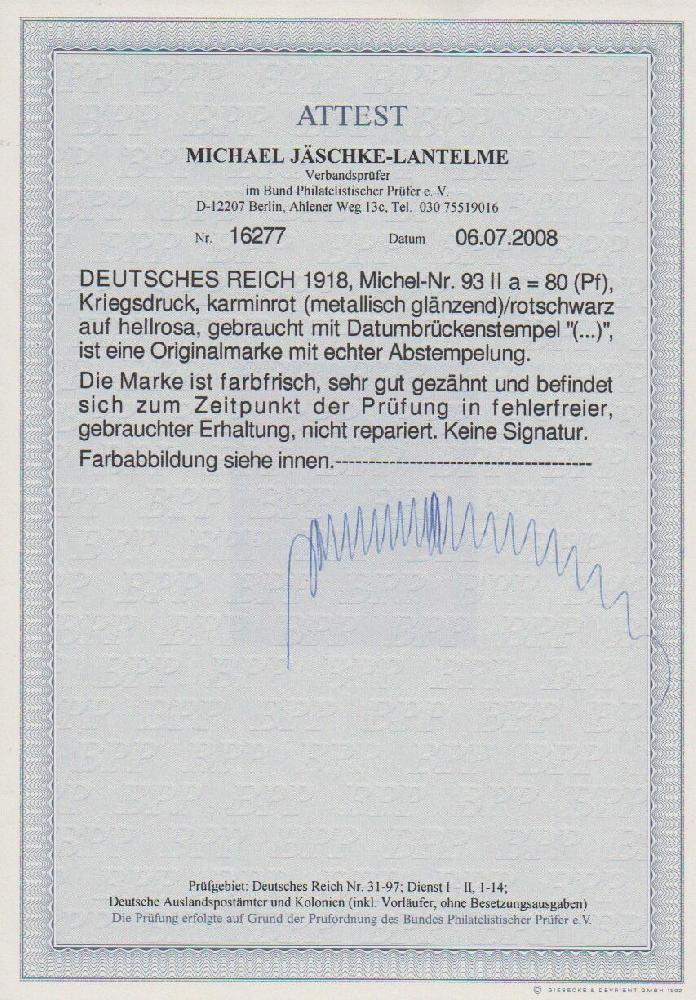 ATTEST
MICHAEL JÄSCHKE-LANTELME
Verbandsprüfer
im Bund Philatelistischer Prüfer e. V.
D-12207 Berlin, Ahlener Weg 13c, Tel. 030 75519016
Nr. 16277 Datum 06.07.2008
DEUTSCHES REICH 1918, Michel-Nr. 93 II a = 80 (Pf),
Kriegsdruck, karminrot (metallisch glänzend)/rotschwarz
auf hellrosa, gebraucht mit Datumbrückenstempel "(...)",
ist eine Originalmarke mit echter Abstempelung.
Die Marke ist farbfrisch, sehr gut gezähnt und befindet
sich zum Zeitpunkt der Prüfung in fehlerfreier,
gebrauchter Erhaltung, nicht repariert. Keine Signatur.
Farbabbildung siehe innen.---------------------------------------
Prüfgebiet: Deutsches Reich Nr. 31-97; Dienst I - II, 1-14;
Deutsche Auslandspostämter und Kolonien (inkl. Vorläufer, ohne Besetzungsausgaben)
Die Prüfung erfolgte auf Grund der Prüfordnung des Bundes Philatelistischer Prüfer e.V.
© GIESECKE & DEVRIENT GMBH